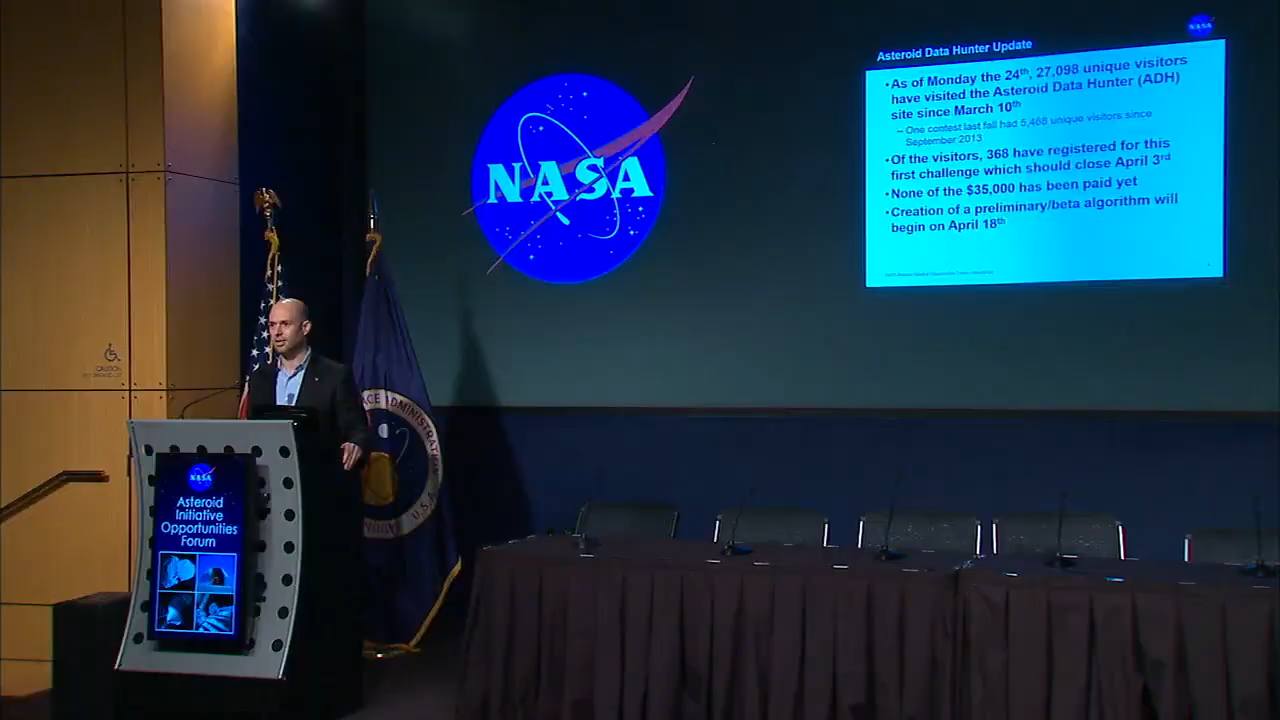 NASA
Asteroid Data Hunter Update
•As of Monday the 24th, 27,098 unique visitors
have visited the Asteroid Data Hunter (ADH)
site since March 10th
– One contest last fall had 5,468 unique visitors since
September 2013
•Of the visitors, 368 have registered for this
first challenge which should close April 3rd
•None of the $35,000 has been paid yet
•Creation of a preliminary/beta algorithm will
begin on April 18th
NASA
CAUTION
ACE ADMINISTRATION
U.S.A
NASA
Asteroid
Initiative
Opportunities
Forum